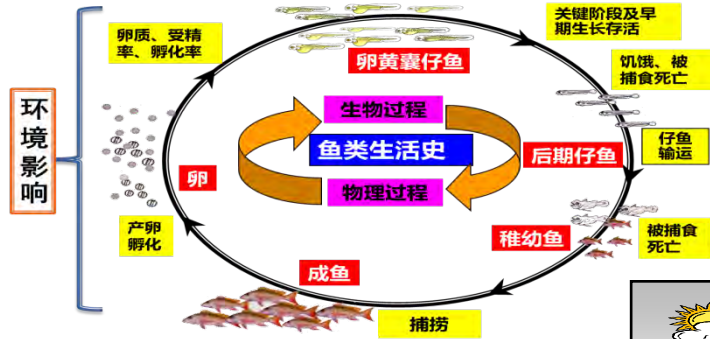 环
境
影
响
卵质、受精
率、孵化率
关键阶段及早
期生长存活
卵黄囊仔鱼
饥饿、被
捕食死亡
生物过程
鱼类生活史
物理过程
后期仔鱼
仔鱼
输运
卵
产卵
孵化
稚幼鱼
被捕食
死亡
成鱼
捕捞